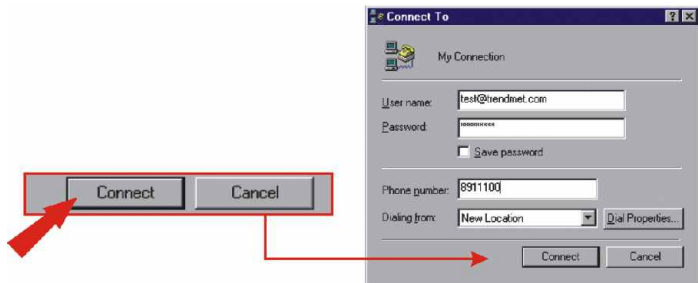 Connect To
My Connection
User name: test@trendmet.com
Password: *********
Save password
Phone number: 8911100
Dialing from: New Location Dial Properties...
Connect Cancel
Connect Cancel